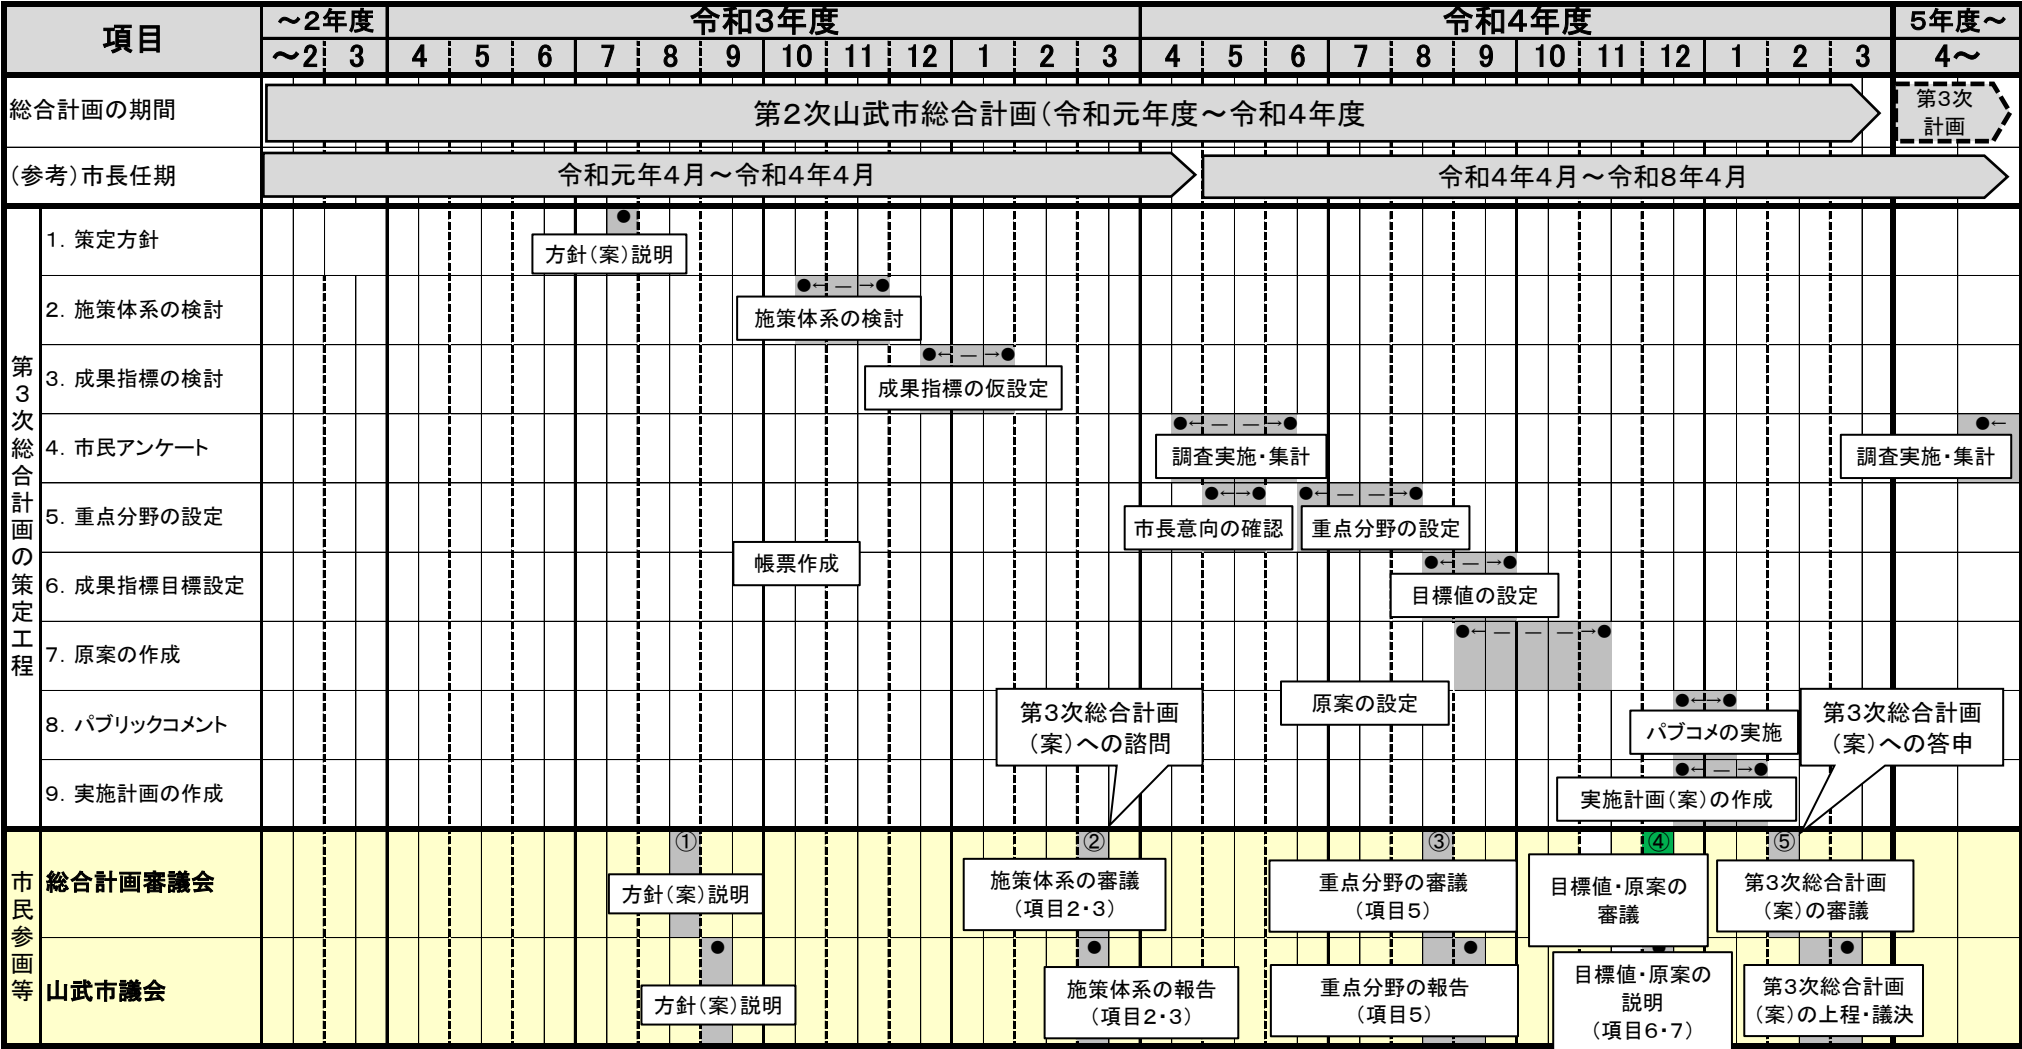 項目
～２年度
令和３年度
令和４年度
５年度～
～2 3 4 5 6 7 8 9 10 11 12 1 2 3 4 5 6 7 8 9 10 11 12 1 2 3 4～
総合計画の期間
第２次山武市総合計画（令和元年度～令和４年度
第３次
計画
（参考）市長任期
令和元年４月～令和４年４月
令和４年４月～令和８年４月
第３次総合計画の策定工程
1．策定方針
●
方針（案）説明
2．施策体系の検討
●← ― →●
施策体系の検討
3．成果指標の検討
●← ― →●
成果指標の仮設定
4．市民アンケート
●← ― ― →●
調査実施・集計
●←
調査実施・集計
5．重点分野の設定
●←→●
市長意向の確認
●← ― ― →●
重点分野の設定
6．成果指標目標設定
帳票作成
●← ― →●
目標値の設定
7．原案の作成
●← ― ― ― →●
原案の設定
8．パブリックコメント
第３次総合計画
（案）への諮問
●←→●
パブコメの実施
第３次総合計画
（案）への答申
9．実施計画の作成
●← ― →●
実施計画（案）の作成
市民参画等
総合計画審議会
①
方針（案）説明
②
施策体系の審議
（項目２・３）
③
重点分野の審議
（項目５）
④
目標値・原案の
審議
⑤
第３次総合計画
（案）の審議
山武市議会
●
方針（案）説明
●
施策体系の報告
（項目２・３）
●
重点分野の報告
（項目５）
目標値・原案の
説明
（項目６・７）
●
第３次総合計画
（案）の上程・議決